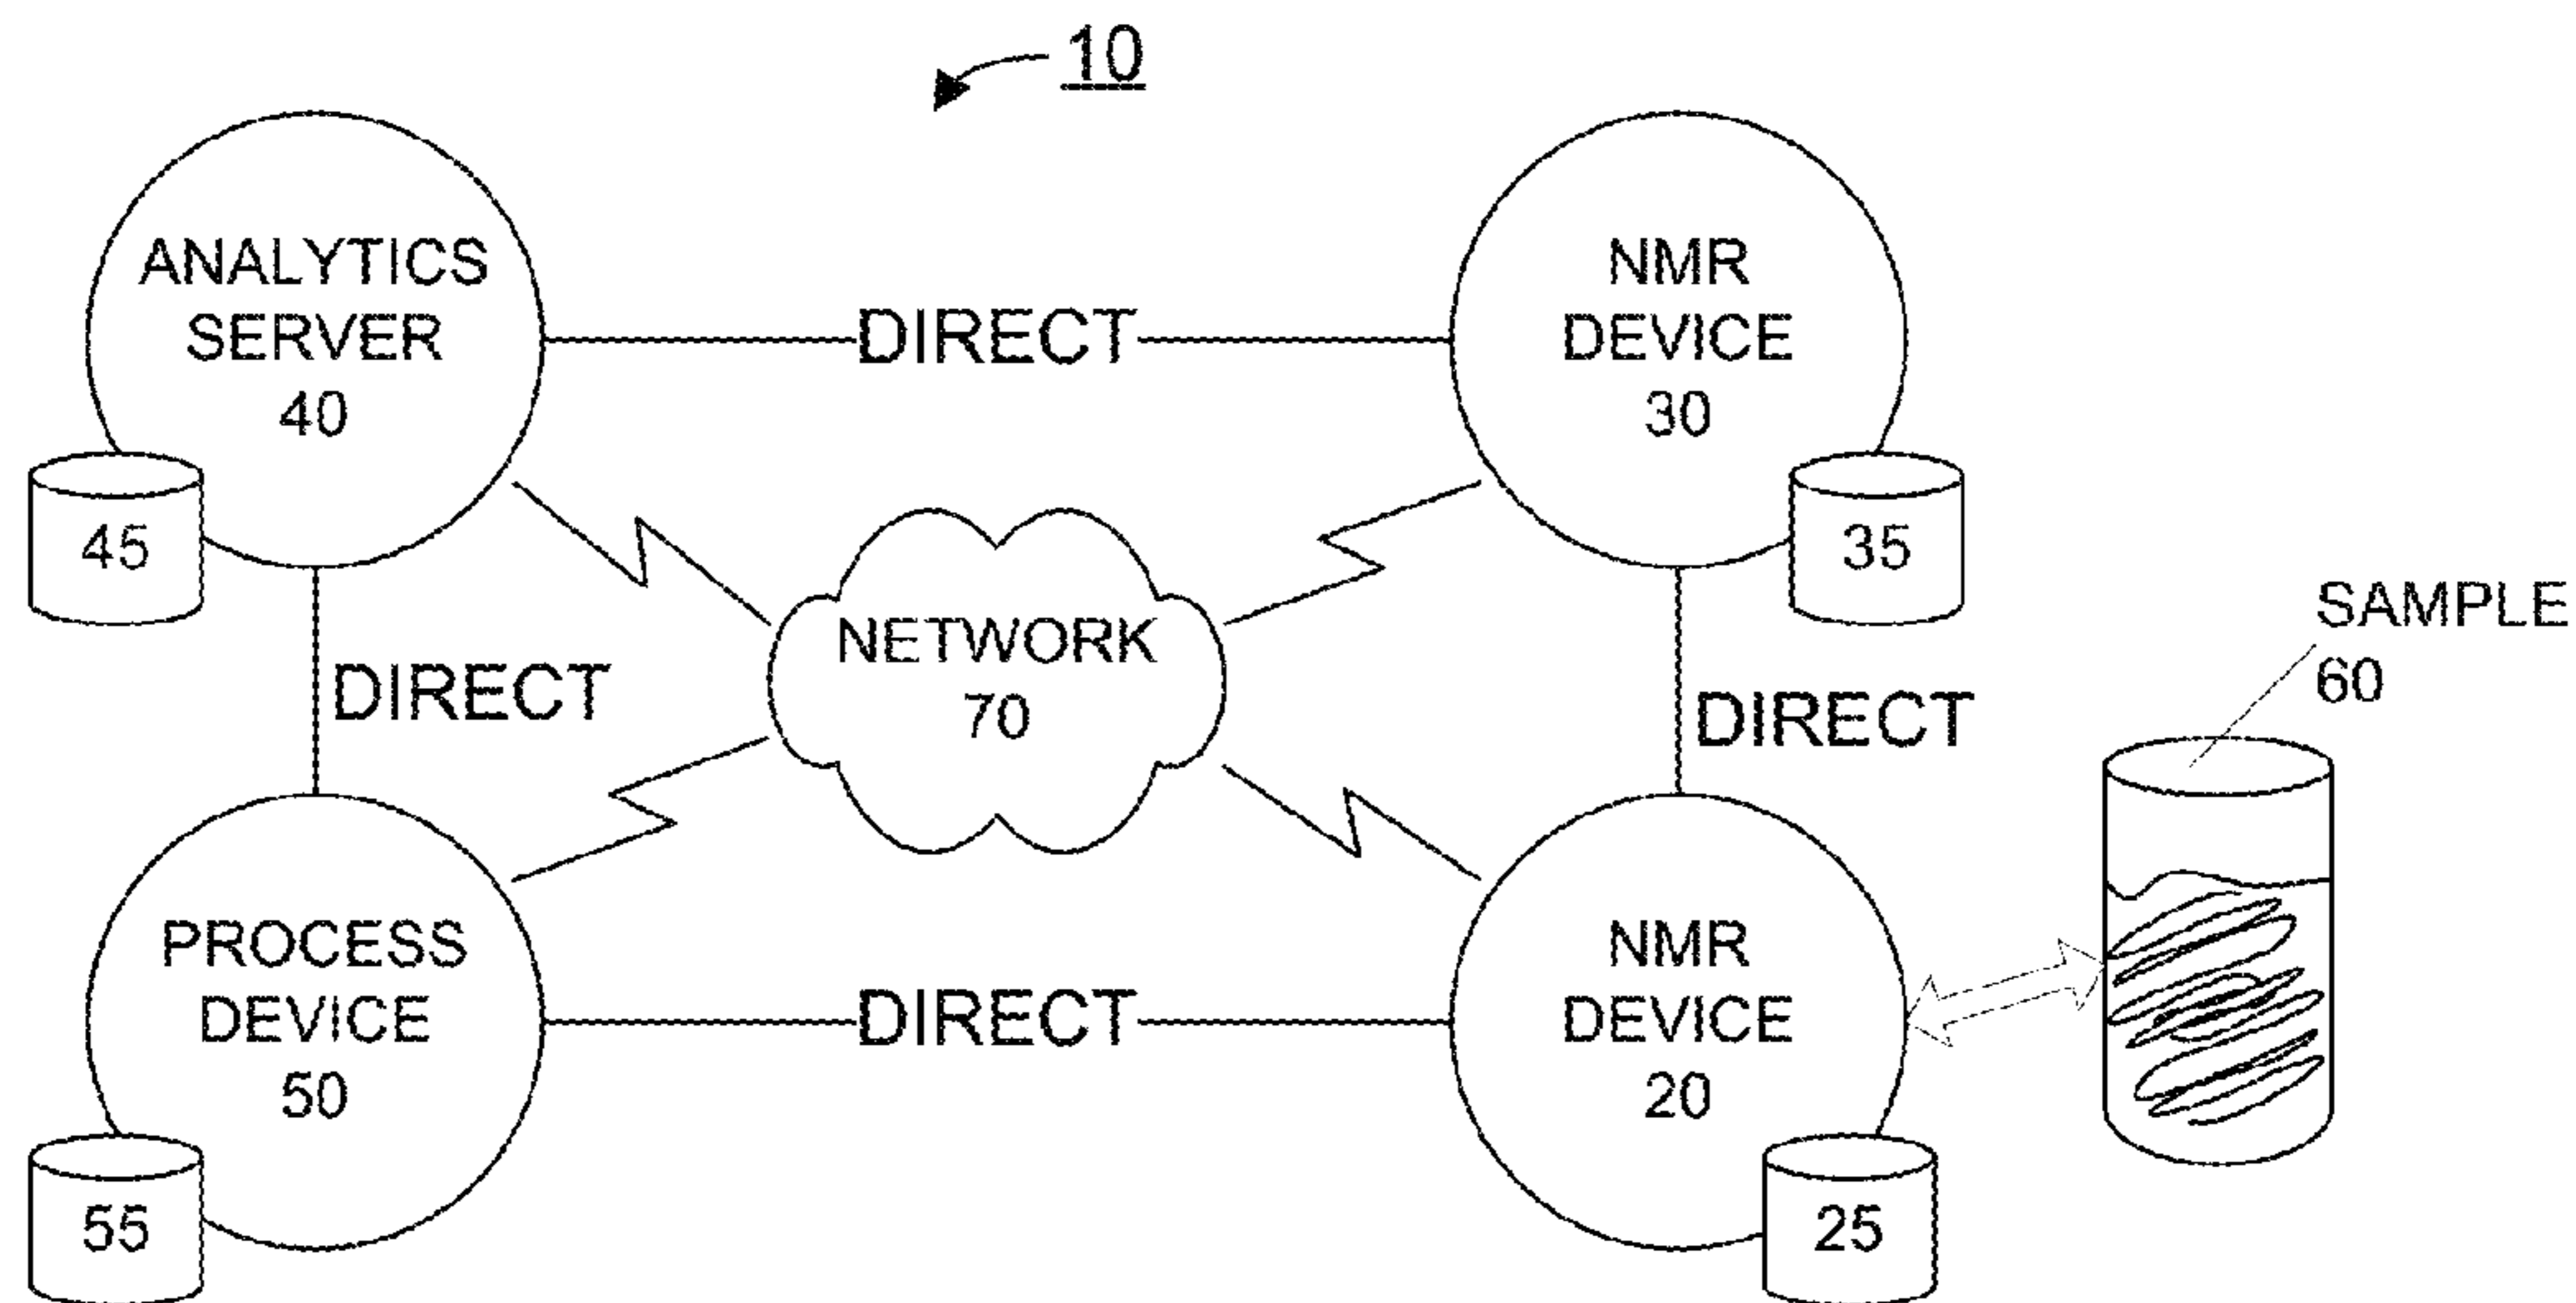 10
ANALYTICS
SERVER
40
45
DIRECT
NMR
DEVICE
30
35
DIRECT
NETWORK
70
DIRECT
SAMPLE
60
PROCESS
DEVICE
50
55
DIRECT
NMR
DEVICE
20
25